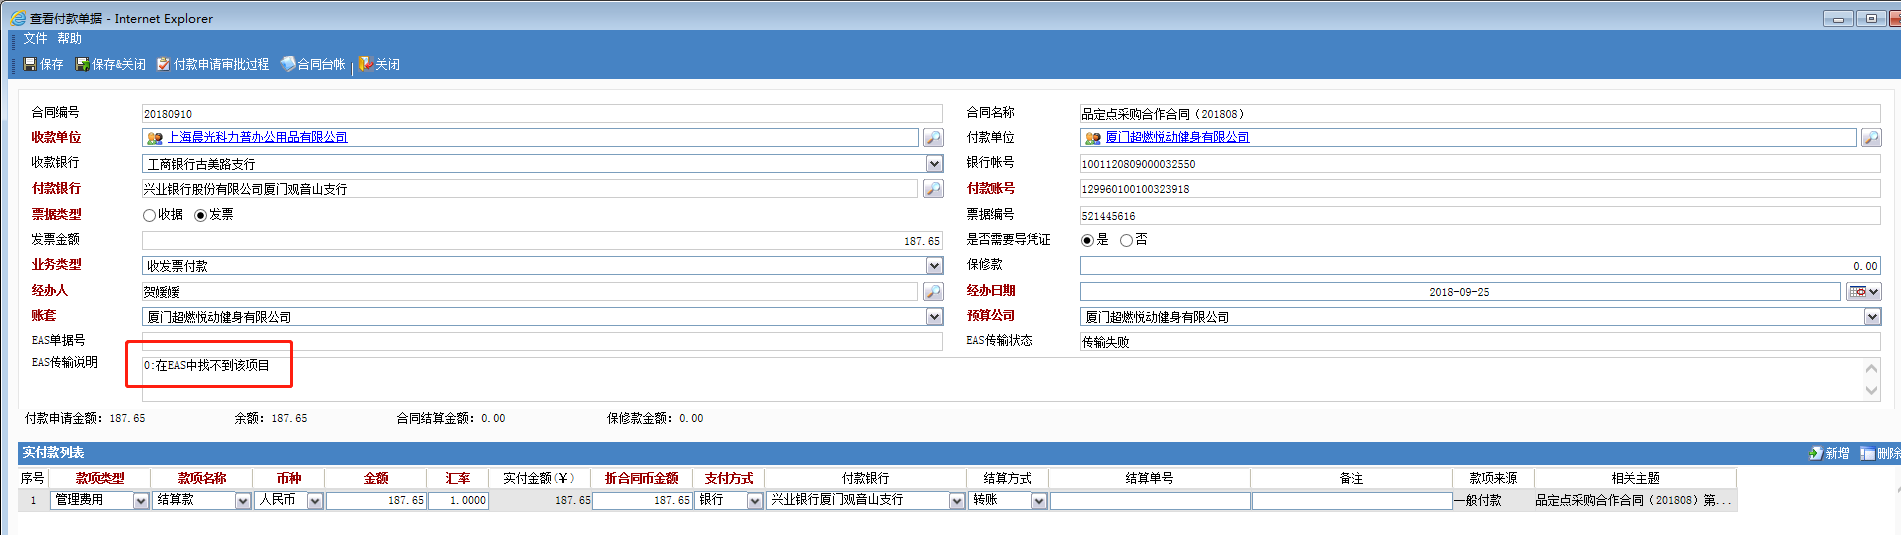 查看付款单据 - Internet Explorer
文件 帮助
保存 保存&关闭 付款申请审批过程 合同台帐 关闭
合同编号 20180910 合同名称 品定点采购合作合同（201808）
收款单位 上海晨光科力普办公用品有限公司 付款单位 厦门超燃悦动健身有限公司
收款银行 工商银行古美路支行 银行帐号 1001120809000032550
付款银行 兴业银行股份有限公司厦门观音山支行 付款账号 129960100100323918
票据类型 收据 发票 票据编号 521445616
发票金额 187.65 是否需要导凭证 是 否
业务类型 收发票付款 保修款 0.00
经办人 贺媛媛 经办日期 2018-09-25
账套 厦门超燃悦动健身有限公司 预算公司 厦门超燃悦动健身有限公司
EAS单据号 EAS传输状态 传输失败
EAS传输说明 0:在EAS中找不到该项目
付款申请金额：187.65 余额：187.65 合同结算金额：0.00 保修款金额：0.00
实付款列表 新增 删除
序号 款项类型 款项名称 币种 金额 汇率 实付金额(￥) 折合同币金额 支付方式 付款银行 结算方式 结算单号 备注 款项来源 相关主题
1 管理费用 结算款 人民币 187.65 1.0000 187.65 187.65 银行 兴业银行厦门观音山支行 转账 一般付款 品定点采购合作合同（201808）第...